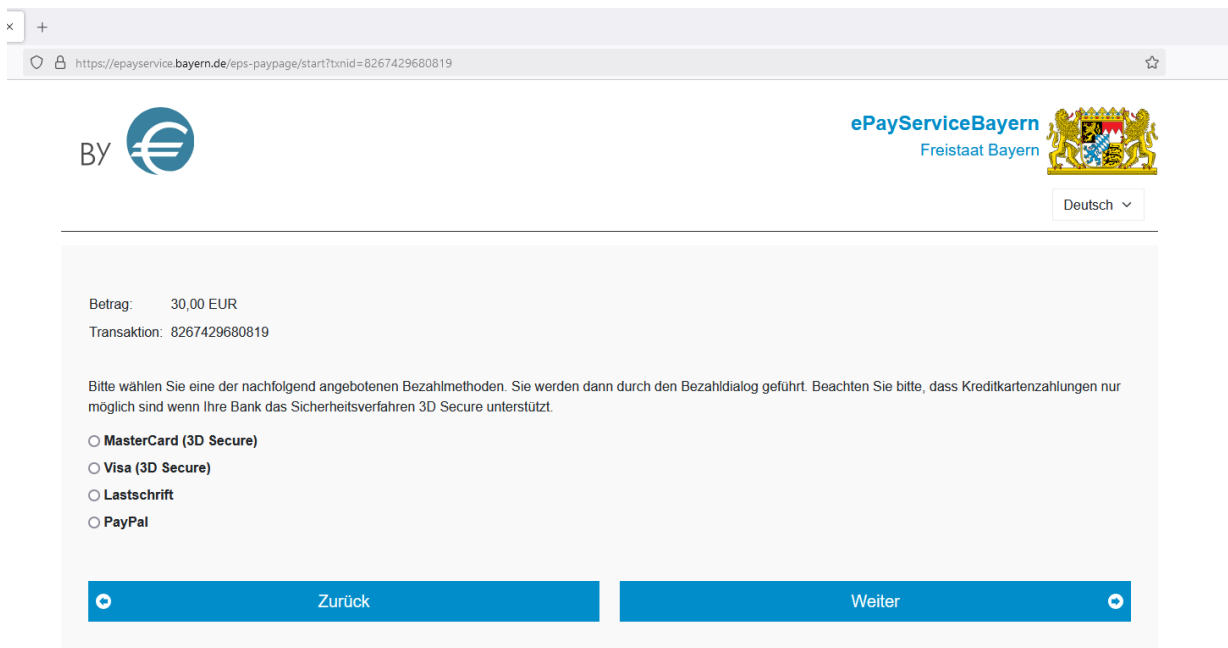 https://epayservice.bayern.de/eps-paypage/start?txnid=8267429680819
BY €
ePayServiceBayern
Freistaat Bayern
Deutsch
Betrag: 30,00 EUR
Transaktion: 8267429680819
Bitte wählen Sie eine der nachfolgend angebotenen Bezahlmethoden. Sie werden dann durch den Bezahldialog geführt. Beachten Sie bitte, dass Kreditkartenzahlungen nur
möglich sind wenn Ihre Bank das Sicherheitsverfahren 3D Secure unterstützt.
MasterCard (3D Secure)
Visa (3D Secure)
Lastschrift
PayPal
Zurück
Weiter